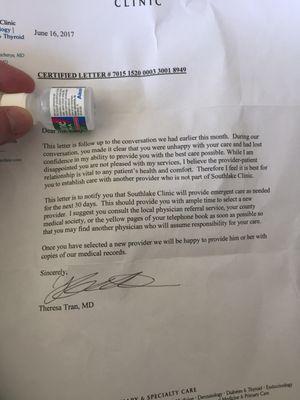 CLINIC
Clinic
ology |
& Thyroid
June 16, 2017
MD
CERTIFIED LETTER # 7015 1520 0003 3001 8949
Dear
This letter is follow up to the conversation we had earlier this month. During our
conversation, you made it clear that you were unhappy with your care and had lost
confidence in my ability to provide you with the best care possible. While I am
disappointed you are not pleased with my services, I believe the provider-patient
relationship is vital to any patient's health and comfort. Therefore I feel it is best for
you to establish care with another provider who is not part of Southlake Clinic.
This letter is to notify you that Southlake Clinic will provide emergent care as needed
for the next 30 days. This should provide you with ample time to select a new
provider. I suggest you consult the local physician referral service, your county
medical society, or the yellow pages of your telephone book as soon as possible so
that you may find another physician who will assume responsibility for your care.
Once you have selected a new provider we will be happy to provide him or her with
copies of our medical records.
Sincerely,
Theresa Tran, MD
& SPECIALTY CARE
Dermatology · Diabetes & Thyroid · Endocrinology
Medicine & Primary Care